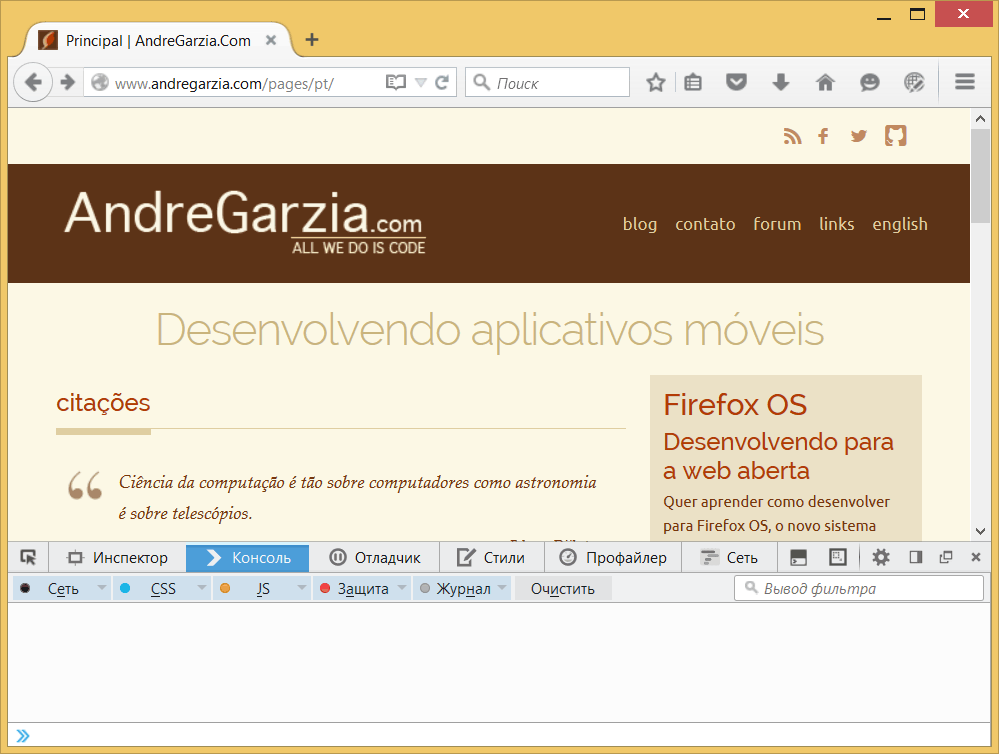 Principal | AndreGarzia.Com
www.andregarzia.com/pages/pt/
Поиск
AndreGarzia.com
ALL WE DO IS CODE
blog contato forum links english
Desenvolvendo aplicativos móveis
citações
Ciência da computação é tão sobre computadores como astronomia
é sobre telescópios.
Firefox OS
Desenvolvendo para
a web aberta
Quer aprender como desenvolver
para Firefox OS, o novo sistema
Инспектор Консоль Отладчик Стили Профайлер Сеть
Сеть CSS JS Защита Журнал Очистить Вывод фильтра